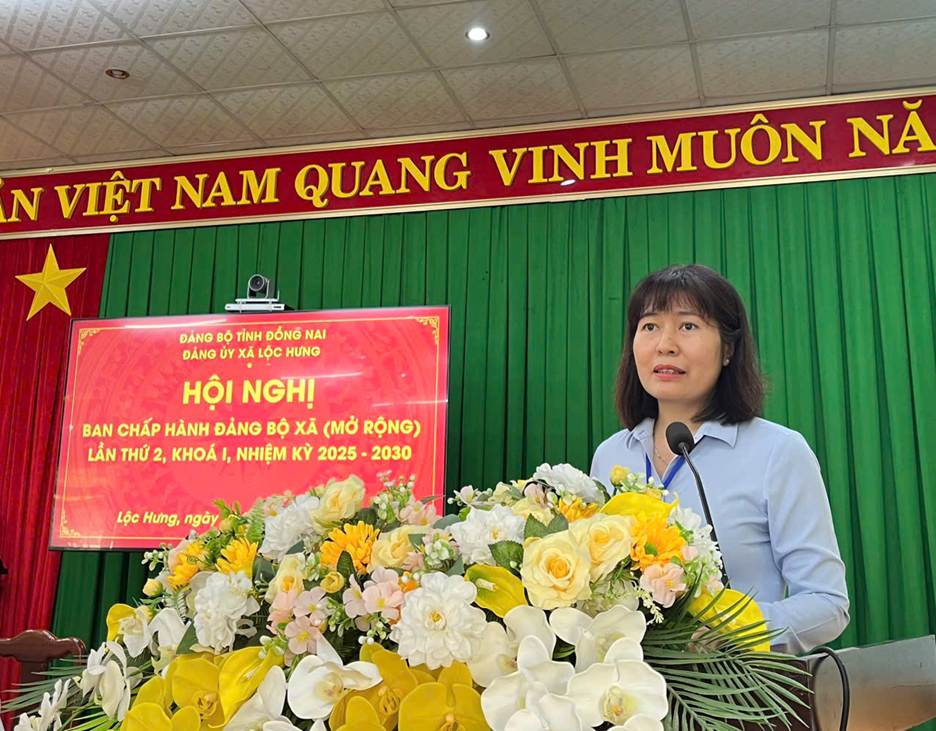 ẢN VIỆT NAM QUANG VINH MUÔN NĂ
ĐẢNG BỘ TỈNH ĐỒNG NAI
ĐẢNG ỦY XÃ LỘC HƯNG
HỘI NGHỊ
BAN CHẤP HÀNH ĐẢNG BỘ XÃ (MỞ RỘNG)
LẦN THỨ 2, KHOÁ I, NHIỆM KỲ 2025 - 2030
Lộc Hưng, ngày